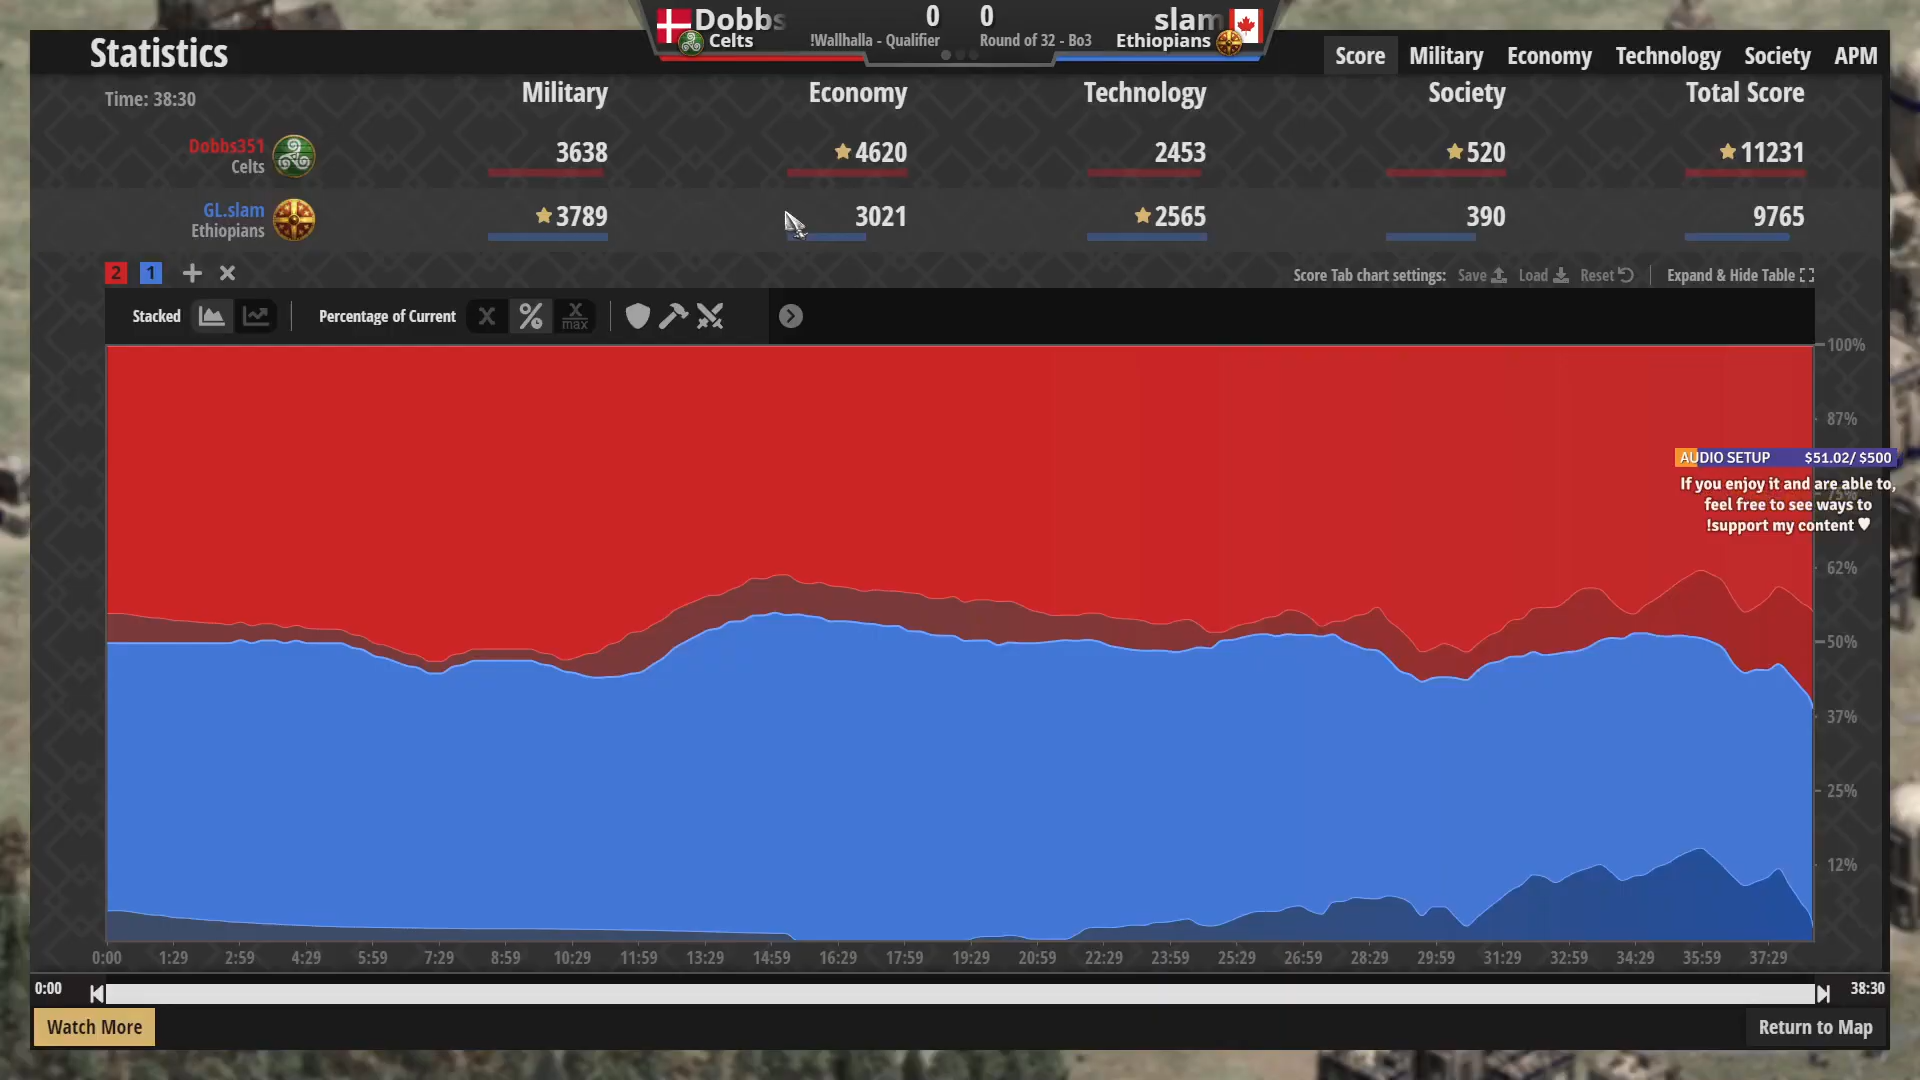 Dobbs
0
0
slam
Celts
!Wallhalla - Qualifier
Round of 32 - Bo3
Ethiopians
Statistics
Score
Military
Economy
Technology
Society
APM
Time: 38:30
Military
Economy
Technology
Society
Total Score
Dobbs351
Celts
3638
4620
2453
520
11231
GL.slam
Ethiopians
3789
3021
2565
390
9765
2
1
Score Tab chart settings:
Save
Load
Reset
Expand & Hide Table
Stacked
Percentage of Current
X
%
X
max
100%
87%
AUDIO SETUP
$51.02/ $500
If you enjoy it and are able to,
75%
feel free to see ways to
!support my content ♥
62%
50%
37%
25%
12%
0:00
1:29
2:59
4:29
5:59
7:29
8:59
10:29
11:59
13:29
14:59
16:29
17:59
19:29
20:59
22:29
23:59
25:29
26:59
28:29
29:59
31:29
32:59
34:29
35:59
37:29
0:00
38:30
Watch More
Return to Map